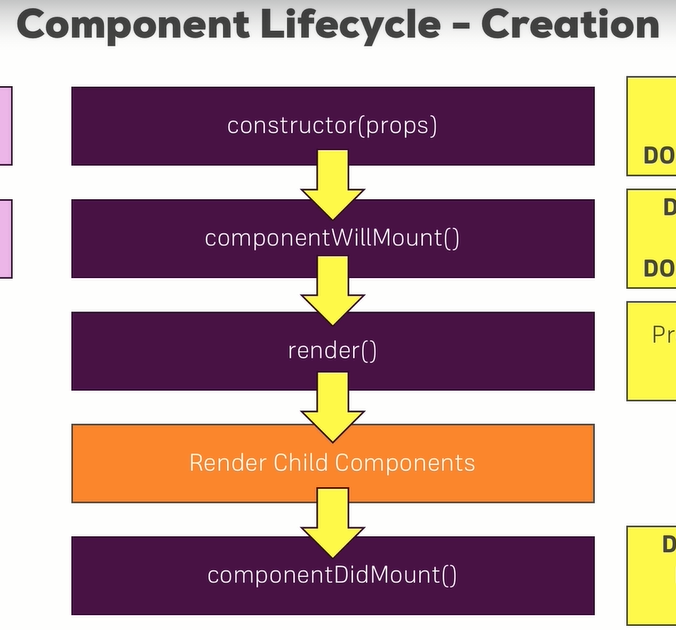 Component Lifecycle - Creation
constructor(props)
DO
componentWillMount()
D
DO
render()
Pr
Render Child Components
componentDidMount()
D